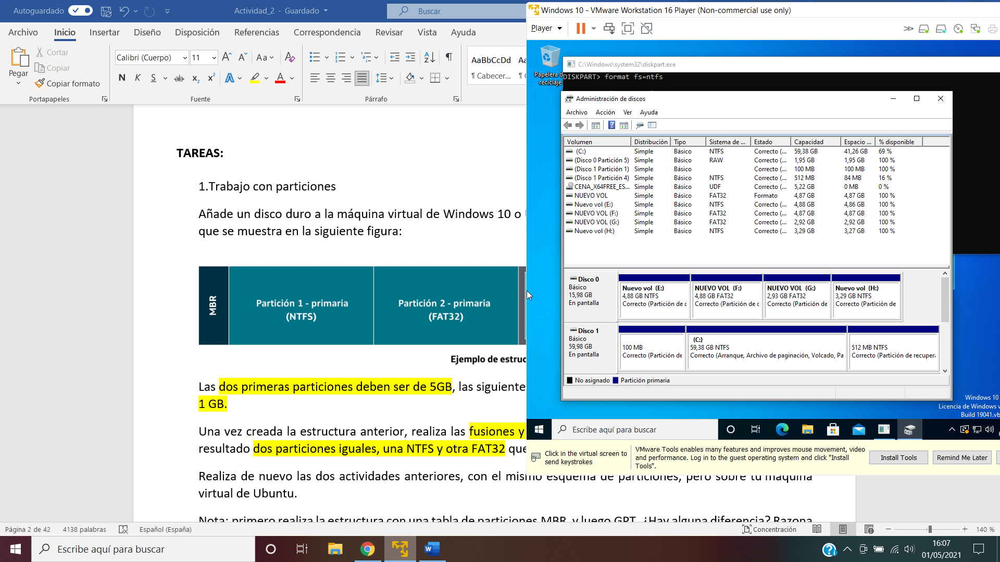 Autoguardado
Actividad_2 - Guardado
Buscar
Archivo Inicio Insertar Diseño Disposición Referencias Correspondencia Revisar Vista Ayuda
Pegar
Cortar
Copiar
Copiar formato
Portapapeles
Calibri (Cuerpo) 11
Fuente
Párrafo
AaBbCcDd
¶ Cabecer...
TAREAS:
1.Trabajo con particiones
Añade un disco duro a la máquina virtual de Windows 10 o
que se muestra en la siguiente figura:
MBR
Partición 1 - primaria
(NTFS)
Partición 2 - primaria
(FAT32)
Ejemplo de estruc
Las dos primeras particiones deben ser de 5GB, las siguiente
1 GB.
Una vez creada la estructura anterior, realiza las fusiones y
resultado dos particiones iguales, una NTFS y otra FAT32 que
Realiza de nuevo las dos actividades anteriores, con el mismo esquema de particiones, pero sobre tu máquina
virtual de Ubuntu.
Nota: primero realiza la estructura con una tabla de particiones MBR, y luego GPT. ¿Hay alguna diferencia? Razona
Página 2 de 42 4138 palabras Español (España)
Concentración
140 %
Windows 10 - VMware Workstation 16 Player (Non-commercial use only)
Player
Papelera d
reciclaje
C:\Windows\system32\diskpart.exe
DISKPART> format fs=ntfs
Administración de discos
Archivo Acción Ver Ayuda
Volumen Distribución Tipo Sistema de ... Estado Capacidad Espacio ... % disponible
(C:) Simple Básico NTFS Correcto (... 59,38 GB 41,26 GB 69 %
(Disco 0 Partición 5) Simple Básico RAW Correcto (... 1,95 GB 1,95 GB 100 %
(Disco 1 Partición 1) Simple Básico Correcto (... 100 MB 100 MB 100 %
(Disco 1 Partición 4) Simple Básico NTFS Correcto (... 512 MB 84 MB 16 %
CENA_X64FREE_ES... Simple Básico UDF Correcto (... 5,22 GB 0 MB 0 %
NUEVO VOL Simple Básico FAT32 Formato 4,87 GB 4,87 GB 100 %
Nuevo vol (E:) Simple Básico NTFS Correcto (... 4,88 GB 4,86 GB 100 %
NUEVO VOL (F:) Simple Básico FAT32 Correcto (... 4,87 GB 4,87 GB 100 %
NUEVO VOL (G:) Simple Básico FAT32 Correcto (... 2,92 GB 2,92 GB 100 %
Nuevo vol (H:) Simple Básico NTFS Correcto (... 3,29 GB 3,27 GB 100 %
Disco 0
Básico
15,98 GB
En pantalla
Nuevo vol (E:)
4,88 GB NTFS
Correcto (Partición de c
NUEVO VOL (F:)
4,88 GB FAT32
Correcto (Partición de c
NUEVO VOL (G:)
2,93 GB FAT32
Correcto (Partición de
Nuevo vol (H:)
3,29 GB NTFS
Correcto (Partición de
Disco 1
Básico
59,98 GB
En pantalla
100 MB
Correcto (Partición de
(C:)
59,38 GB NTFS
Correcto (Arranque, Archivo de paginación, Volcado, Pa
512 MB NTFS
Correcto (Partición de recuper
No asignado Partición primaria
Windows 10
Licencia de Windows v
Build 19041.vb
Escribe aquí para buscar
Click in the virtual screen to
send keystrokes
VMware Tools enables many features and improves mouse movement, video
and performance. Log in to the guest operating system and click "Install
Tools".
Install Tools
Remind Me Later
Escribe aquí para buscar
16:07
01/05/2021